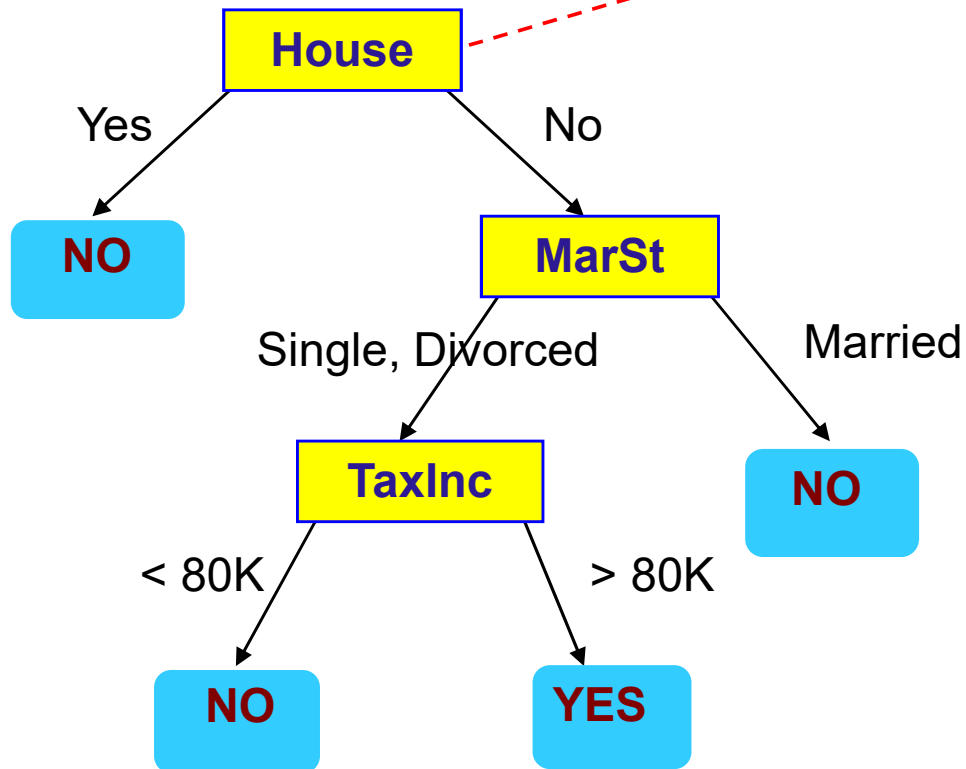 House
Yes
No
NO
MarSt
Single, Divorced
Married
TaxInc
NO
< 80K
> 80K
NO
YES